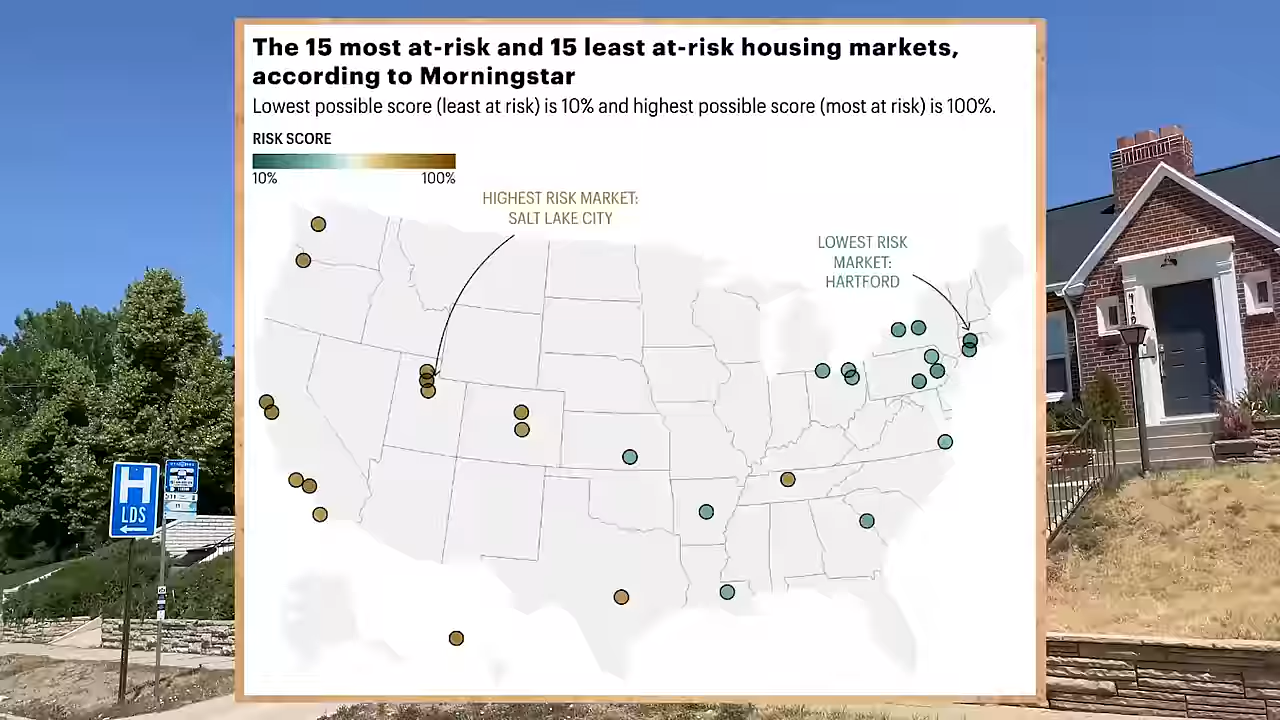 The 15 most at-risk and 15 least at-risk housing markets,
according to Morningstar
Lowest possible score (least at risk) is 10% and highest possible score (most at risk) is 100%.
RISK SCORE
10%
100%
HIGHEST RISK MARKET:
SALT LAKE CITY
LOWEST RISK
MARKET:
HARTFORD
H
LDS
11
11